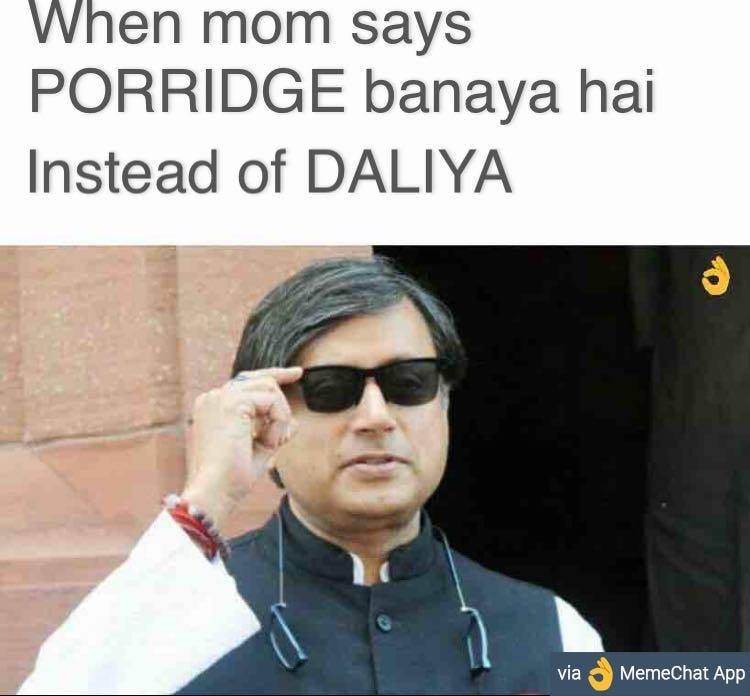 When mom says
PORRIDGE banaya hai
Instead of DALIYA
via 👌 MemeChat App